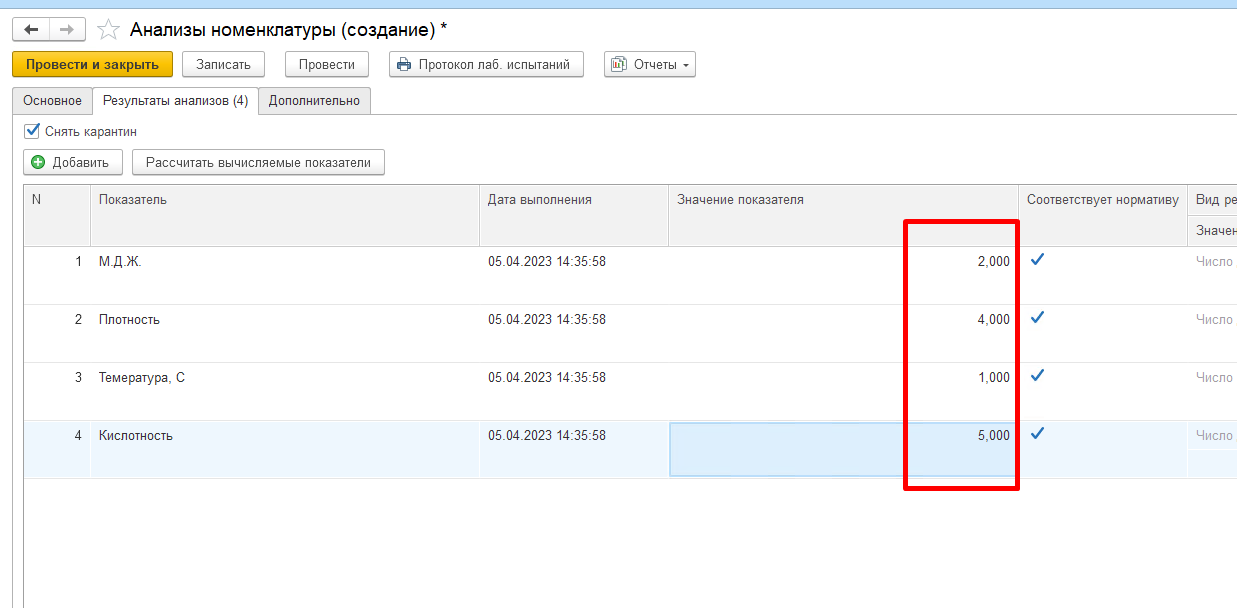 Анализы номенклатуры (создание) *
Провести и закрыть Записать Провести Протокол лаб. испытаний Отчеты
Основное Результаты анализов (4) Дополнительно
Снять карантин
Добавить Рассчитать вычисляемые показатели
N Показатель Дата выполнения Значение показателя Соответствует нормативу Вид ре
Значен
1 М.Д.Ж. 05.04.2023 14:35:58 2,000 Число
2 Плотность 05.04.2023 14:35:58 4,000 Число
3 Темература, С 05.04.2023 14:35:58 1,000 Число
4 Кислотность 05.04.2023 14:35:58 5,000 Число